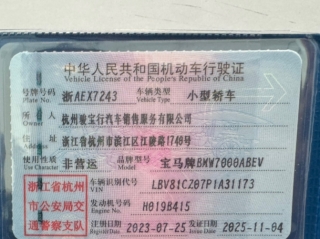 中华人民共和国机动车行驶证
Vehicle License of the People's Republic of China
号牌号码 浙AEX7243 车辆类型 小型轿车
Plate No. Vehicle Type
所有人 杭州骏宝行汽车销售服务有限公司
Owner
住址 浙江省杭州市滨江区江陵路1748号
Address
使用性质 非营运 品牌型号 宝马牌BMW7000ABEV
Use Character Model
浙江省杭州市公安局交通警察支队
车辆识别代号 LBV81CZ07P1A31173
VIN
发动机号码 H019B415
Engine No.
注册日期 2023-07-25 发证日期 2025-11-04
Register Date Issue Date